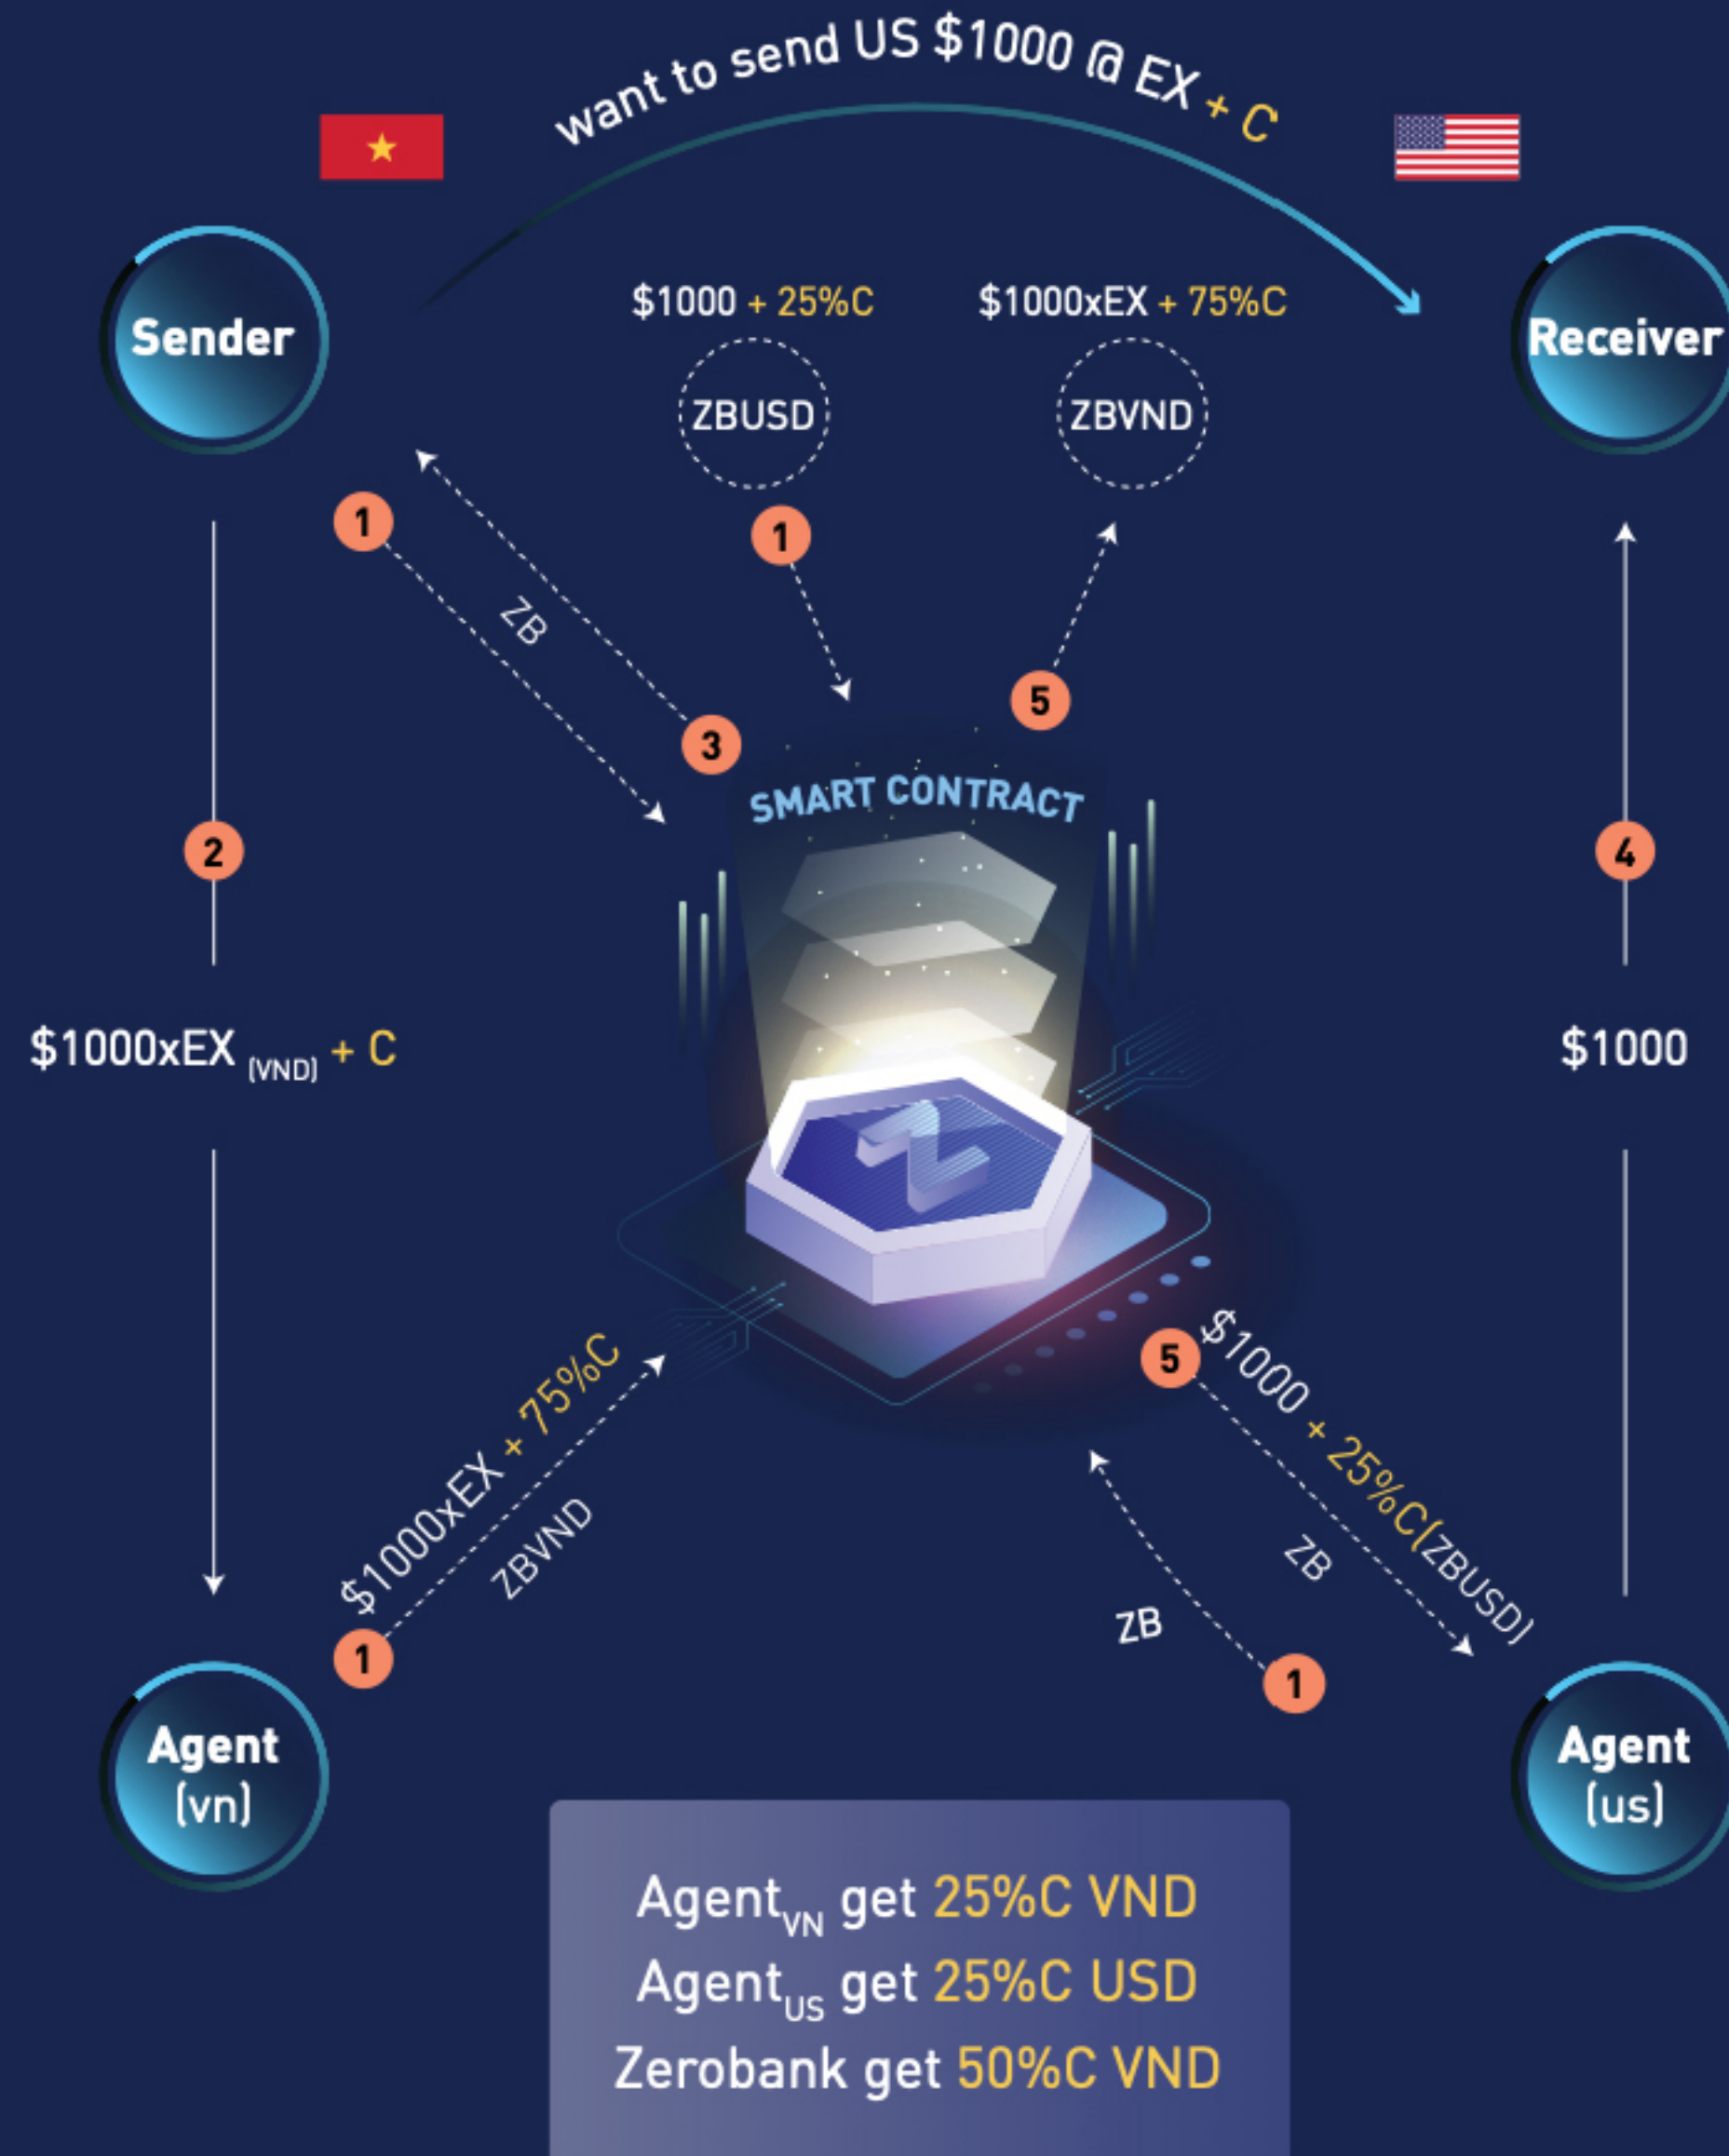 want to send US $1000 @ EX + C
$1000 + 25%C
$1000xEX + 75%C
Sender
ZBUSD
ZBVND
Receiver
1
1
ZB
5
3
SMART CONTRACT
2
4
$1000xEX (VND) + C
$1000
$1000xEX + 75%C
ZBVND
1
5
$1000 + 25%C(ZBUSD)
ZB
ZB
1
Agent
(vn)
Agent
(us)
AgentVN get 25%C VND
AgentUS get 25%C USD
Zerobank get 50%C VND